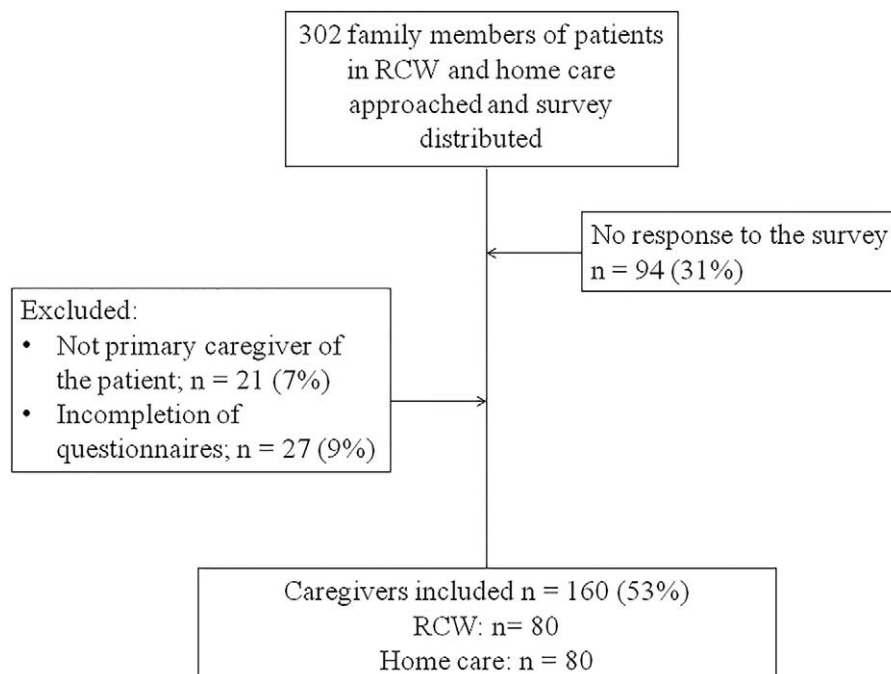 302 family members of patients
in RCW and home care
approached and survey
distributed
No response to the survey
n = 94 (31%)
Excluded:
• Not primary caregiver of
the patient; n = 21 (7%)
• Incompletion of
questionnaires; n = 27 (9%)
Caregivers included n = 160 (53%)
RCW: n= 80
Home care: n = 80